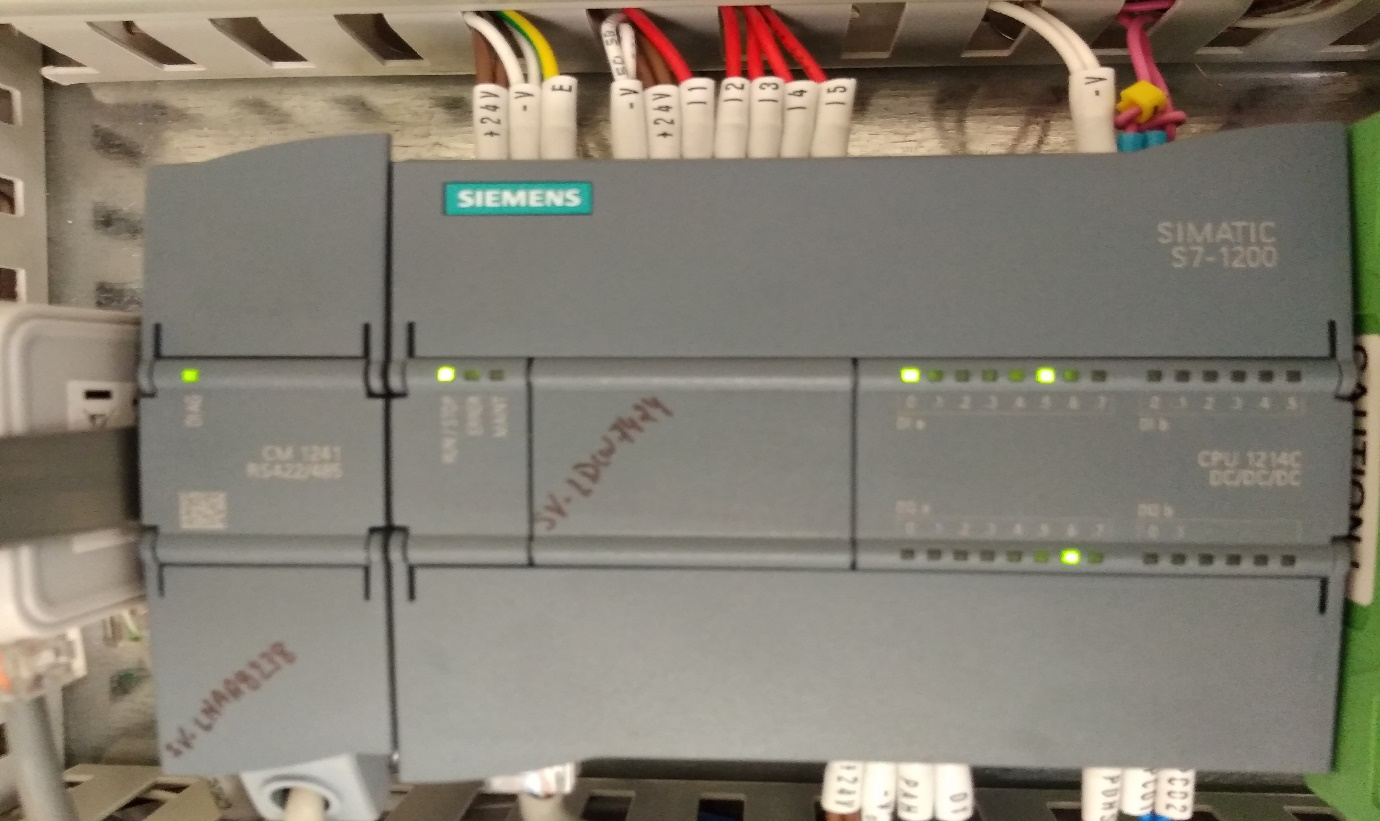 +24V
-V
E
-V
+24V
I1
I2
I3
I4
I5
-V
SIEMENS
SIMATIC
S7-1200
DIAG
RUN/STOP
ERROR
MAINT
0 .1 .2 .3 .4 .5 .6 .7
DI a
0 .1 .2 .3 .4 .5
DI b
CM 1241
RS422/485
CPU 1214C
DC/DC/DC
CAUTION
DQ a
0 .1 .2 .3 .4 .5 .6 .7
DQ b
0 .1
+24V
-V